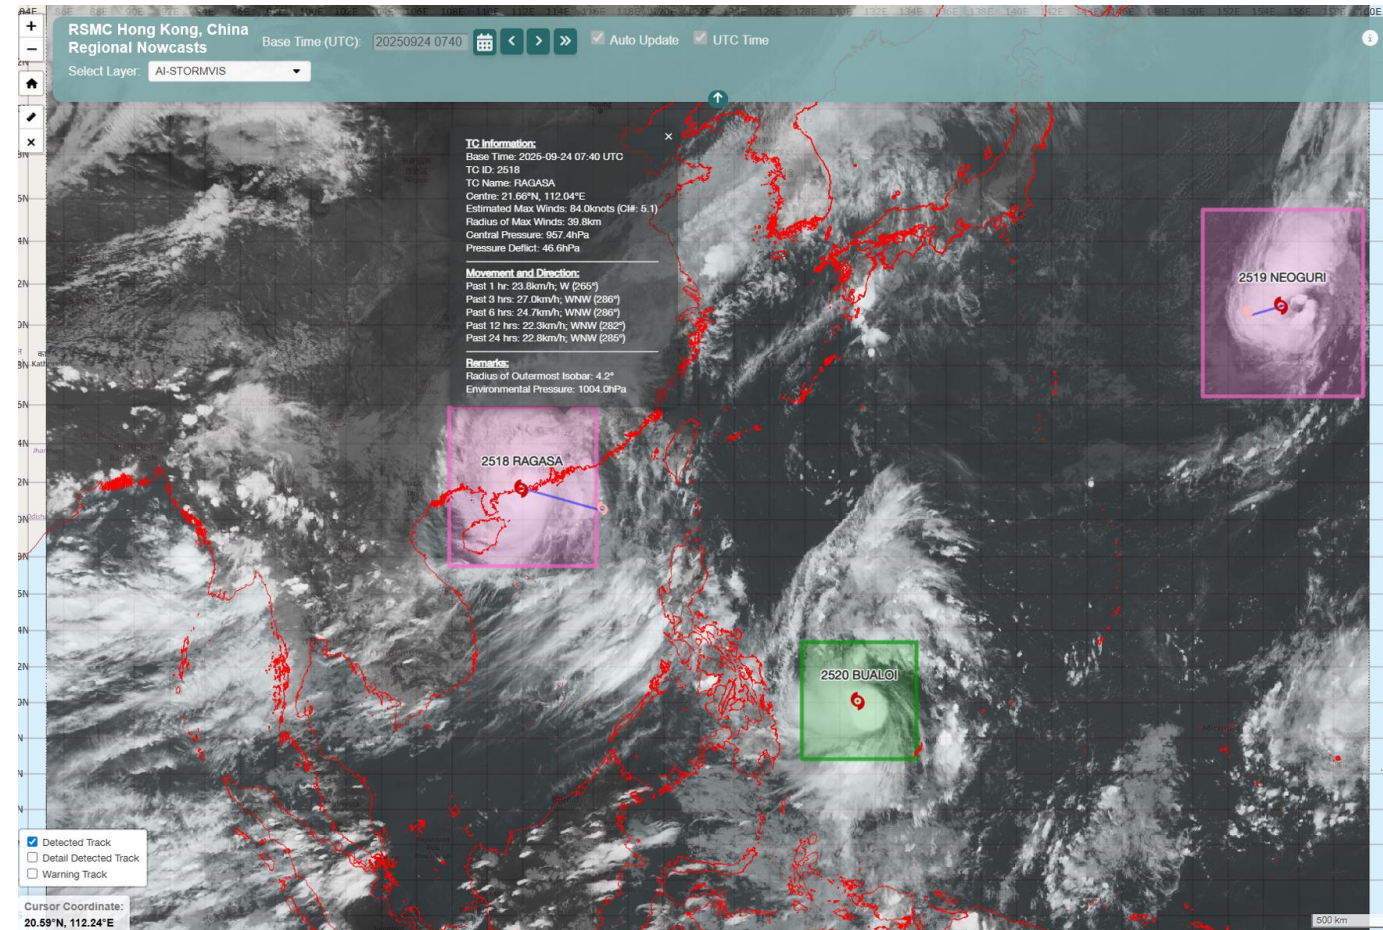 RSMC Hong Kong, China
Regional Nowcasts
Base Time (UTC): 20250924 0740
Auto Update
UTC Time
Select Layer: AI-STORMVIS
TC Information:
Base Time: 2025-09-24 07:40 UTC
TC ID: 2518
TC Name: RAGASA
Centre: 21.66°N, 112.04°E
Estimated Max Winds: 84.0knots (CI#: 5.1)
Radius of Max Winds: 39.8km
Central Pressure: 957.4hPa
Pressure Deflict: 46.6hPa
Movement and Direction:
Past 1 hr: 23.8km/h; W (265°)
Past 3 hrs: 27.0km/h; WNW (286°)
Past 6 hrs: 24.7km/h; WNW (286°)
Past 12 hrs: 22.3km/h; WNW (282°)
Past 24 hrs: 22.8km/h; WNW (285°)
Remarks:
Radius of Outermost Isobar: 4.2°
Environmental Pressure: 1004.0hPa
2519 NEOGURI
2518 RAGASA
2520 BUALOI
Detected Track
Detail Detected Track
Warning Track
Cursor Coordinate:
20.59°N, 112.24°E
500 km